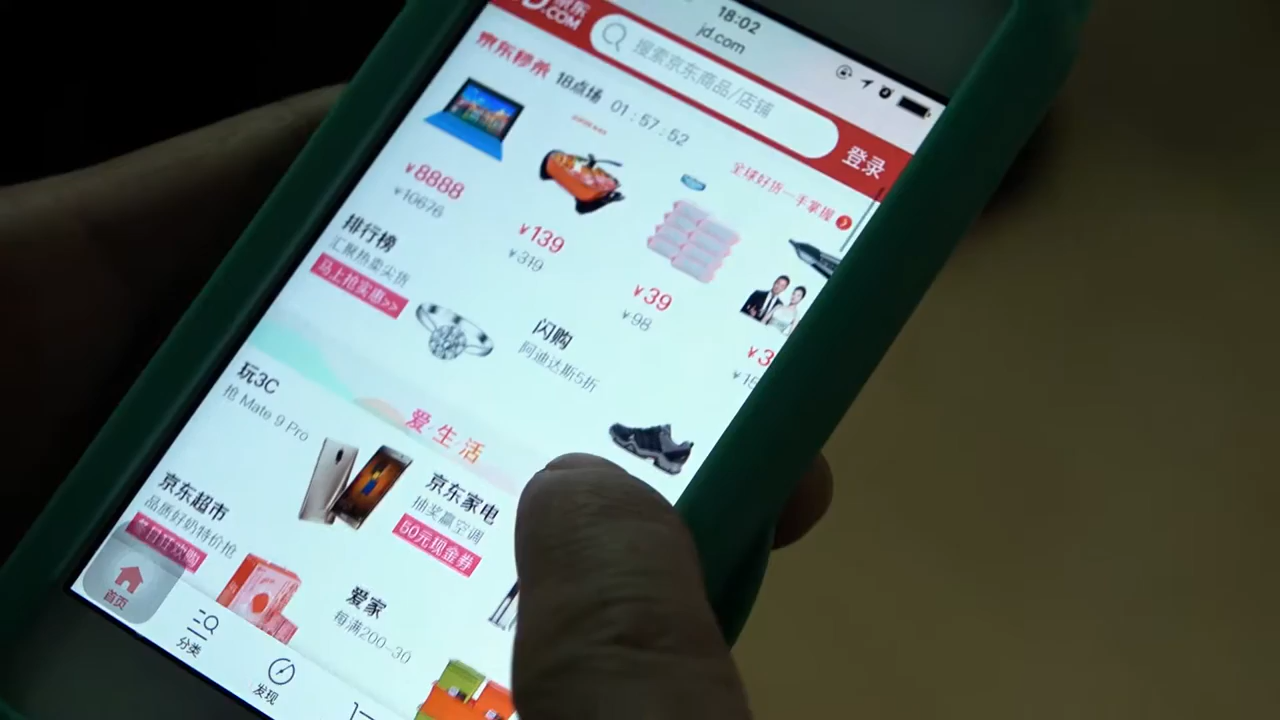 18:02
jd.com
京东
.COM
搜索京东商品/店铺
登录
京东秒杀 18点场 01:57:52
全球好货一手掌握
¥8888
¥10676
¥139
¥319
¥39
¥98
¥3
¥16
排行榜
汇聚热卖尖货
马上抢实惠>>
闪购
阿迪达斯5折
爱生活
玩3C
抢 Mate 9 Pro
京东家电
抽奖赢空调
50元现金券
京东超市
品质好奶特价抢
爱家
每满200-30
首页
分类
发现